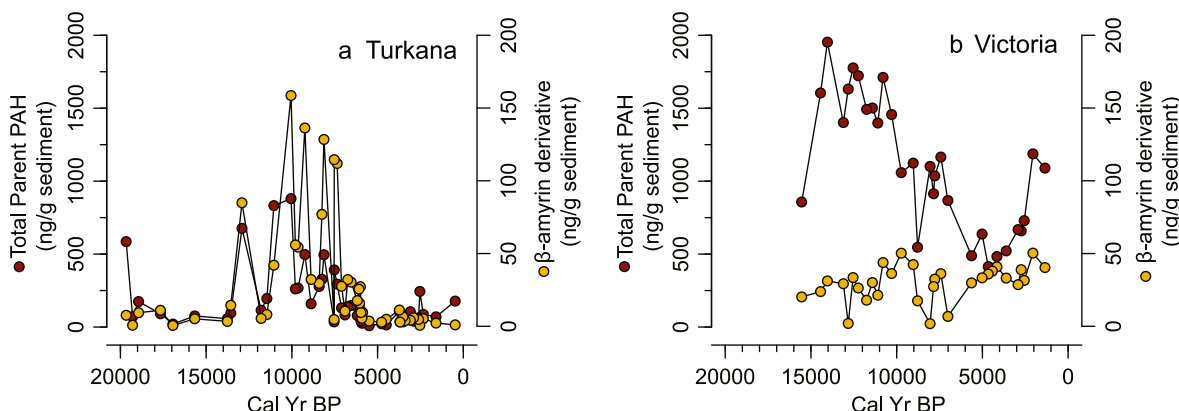 a Turkana
2000
1500
1000
500
0
Total Parent PAH
(ng/g sediment)
200
150
100
50
0
β-amyrin derivative
(ng/g sediment)
20000 15000 10000 5000 0
Cal Yr BP
b Victoria
2000
1500
1000
500
0
Total Parent PAH
(ng/g sediment)
200
150
100
50
0
β-amyrin derivative
(ng/g sediment)
20000 15000 10000 5000 0
Cal Yr BP